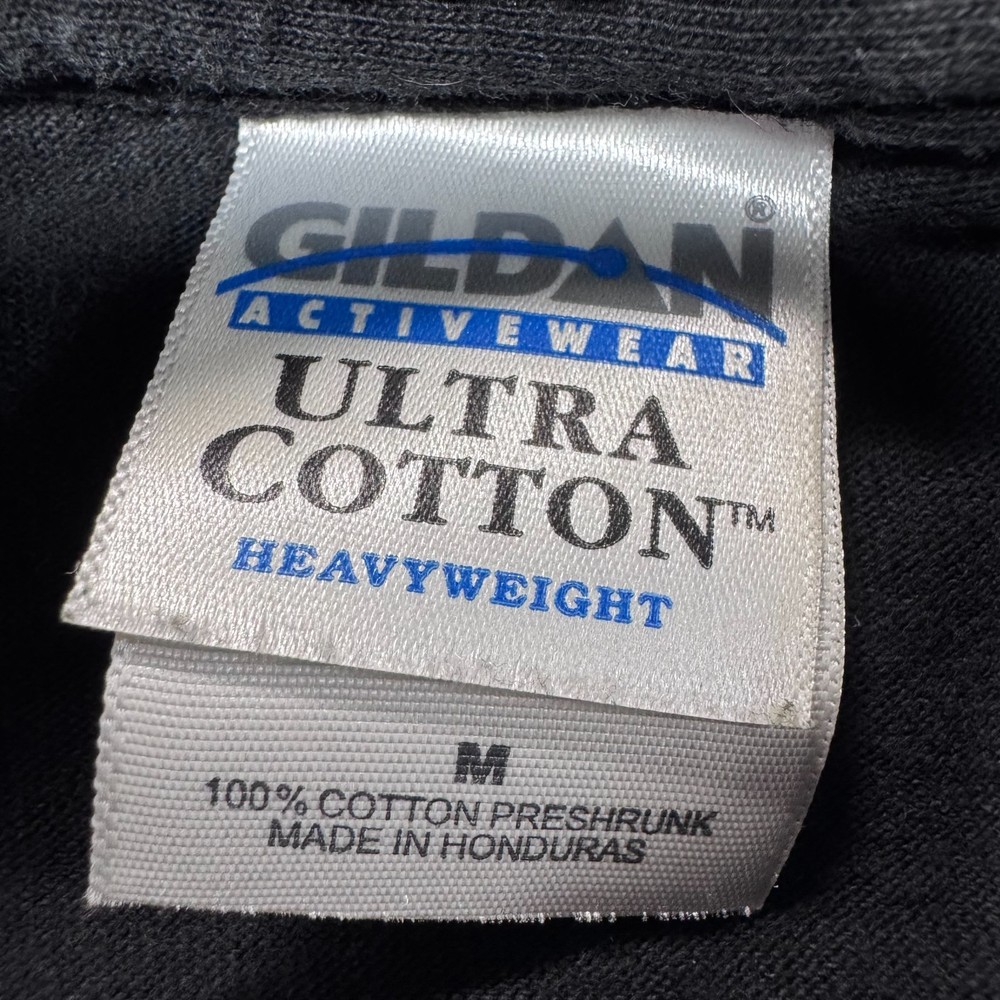 GILDAN®
ACTIVEWEAR
ULTRA
COTTON™
HEAVYWEIGHT
M
100% COTTON PRESHRUNK
MADE IN HONDURAS